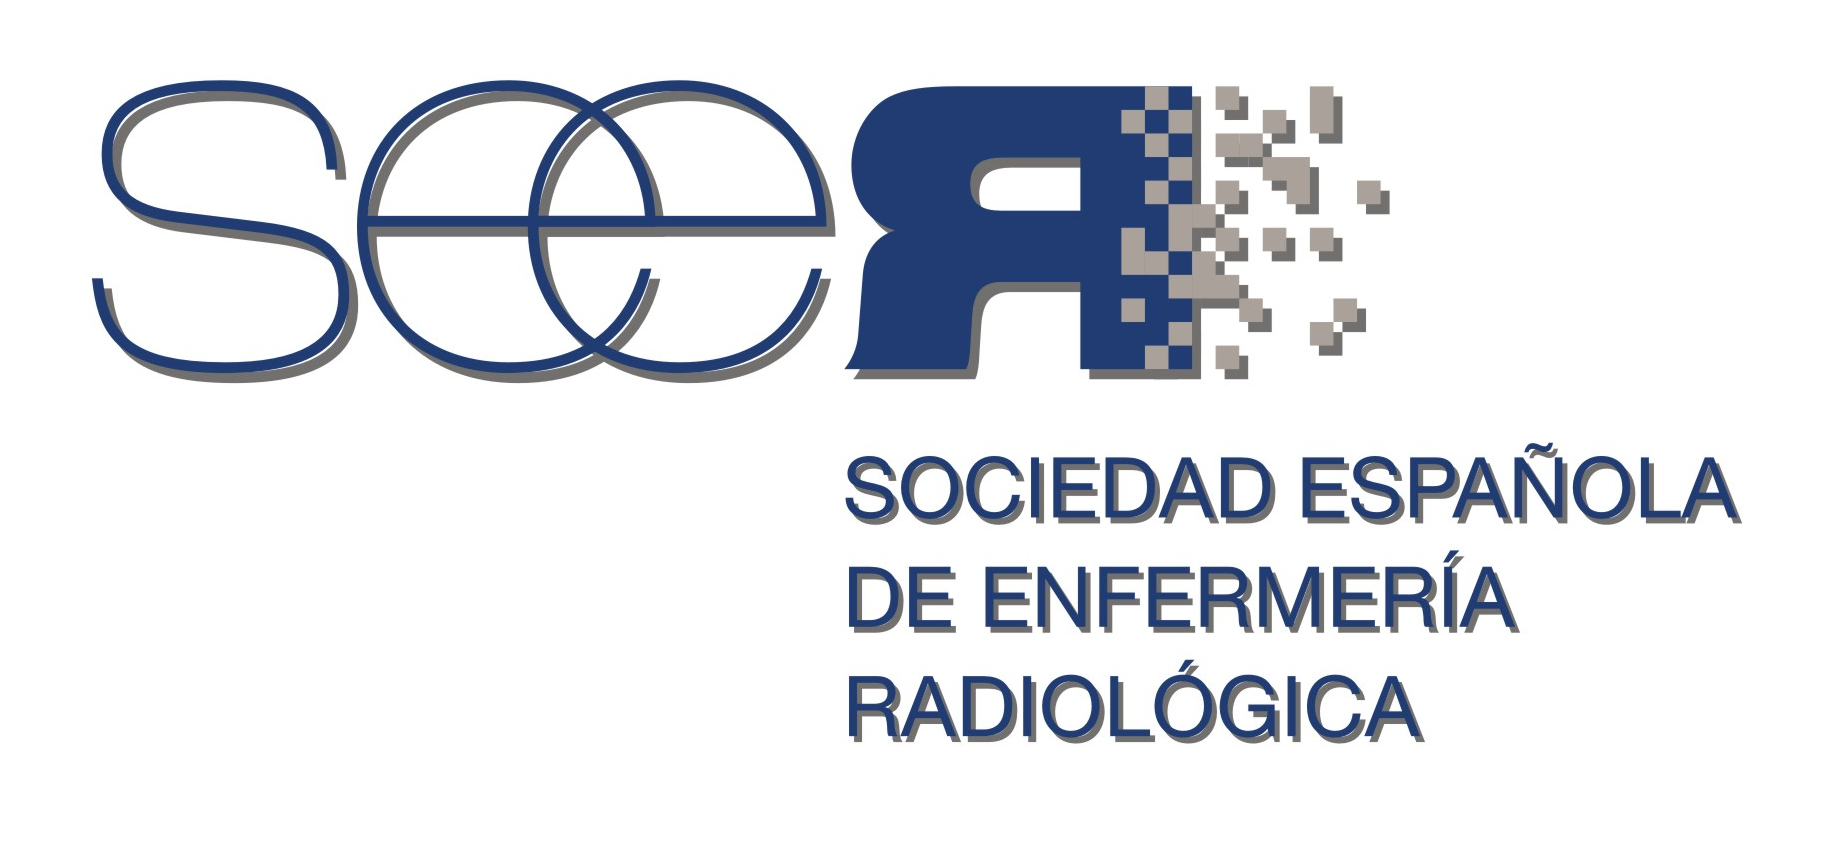 seeR
SOCIEDAD ESPAÑOLA
DE ENFERMERÍA
RADIOLÓGICA